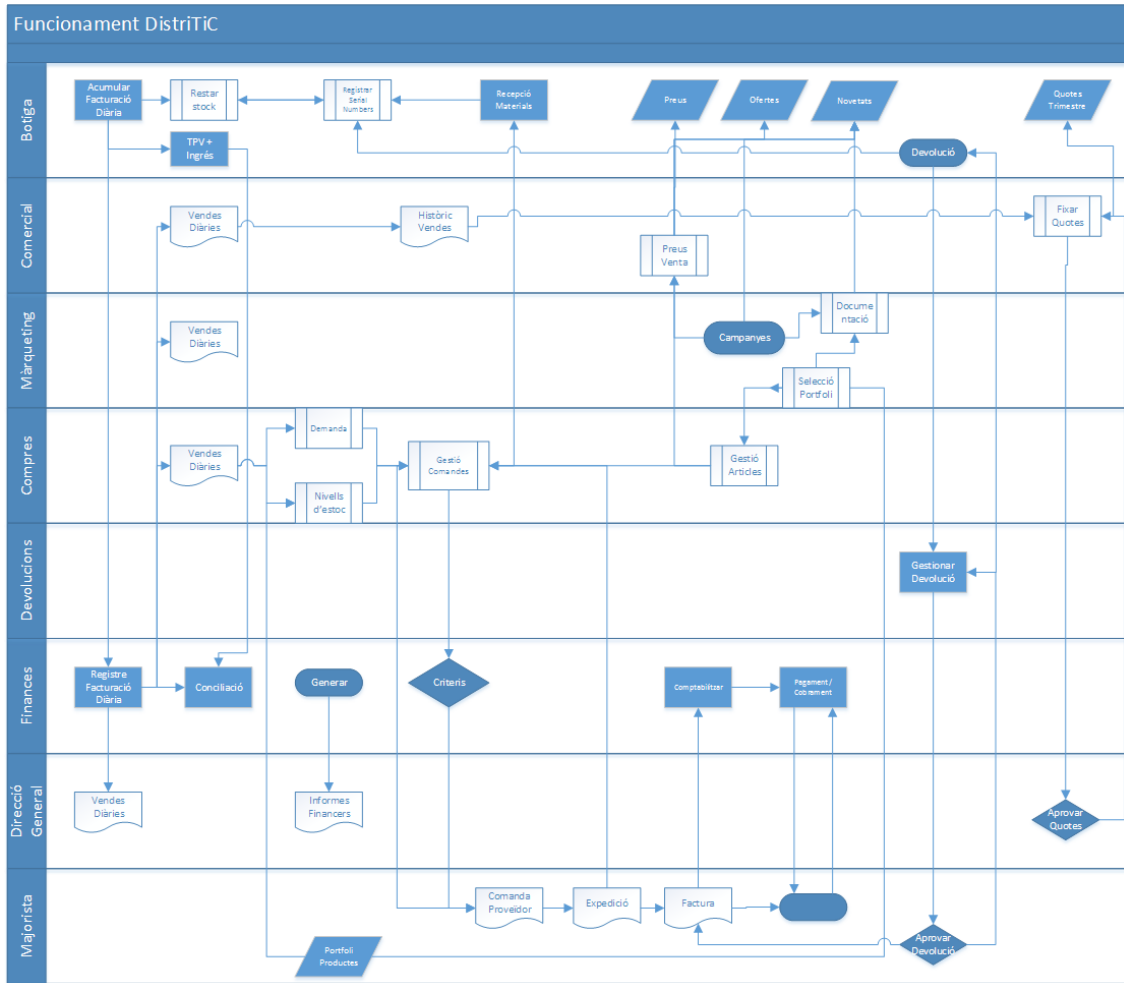 Funcionament DistriTiC
Botiga
Acumular
Facturació
Diària
Restar
stock
Registrar
Serial
Numbers
Recepció
Materials
Preus
Ofertes
Novetats
Quotes
Trimestre
TPV +
Ingrés
Devolució
Comercial
Vendes
Diàries
Històric
Vendes
Preus
Venta
Fixar
Quotes
Màrqueting
Vendes
Diàries
Campanyes
Docume
ntació
Selecció
Portfoli
Compres
Vendes
Diàries
Demanda
Nivells
d'estoc
Gestió
Comandes
Gestió
Articles
Devolucions
Gestionar
Devolució
Finances
Registre
Facturació
Diària
Conciliació
Generar
Criteris
Comptabilitzar
Pagament/
Cobrament
Direcció
General
Vendes
Diàries
Informes
Financers
Aprovar
Quotes
Majorista
Comanda
Proveïdor
Expedició
Factura
Aprovar
Devolució
Portfoli
Productes